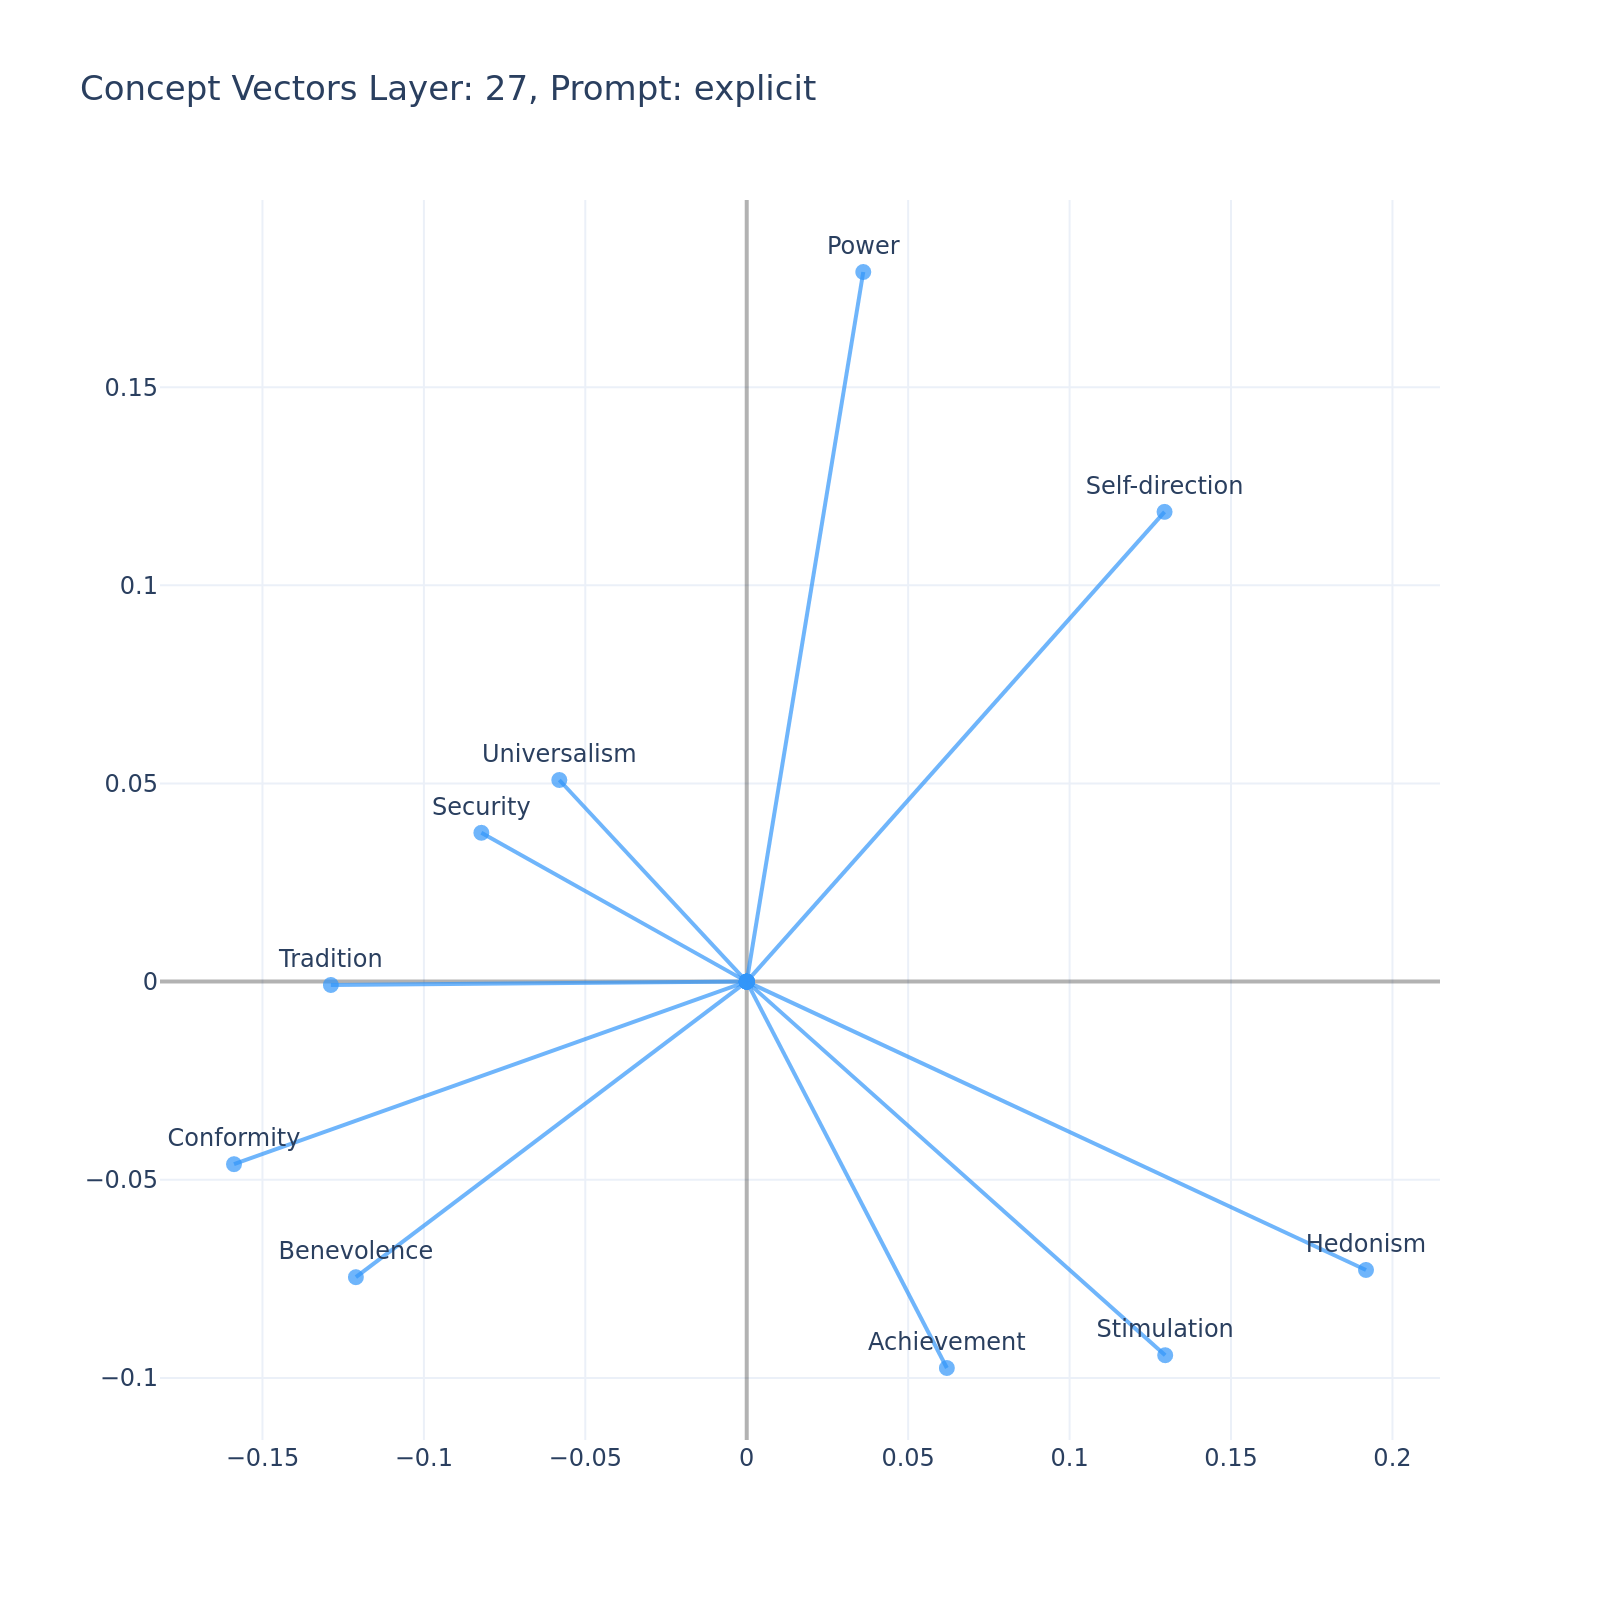 Concept Vectors Layer: 27, Prompt: explicit
Power
0.15
Self-direction
0.1
Universalism
0.05
Security
Tradition
0
Conformity
−0.05
Benevolence
Hedonism
Stimulation
Achievement
−0.1
−0.15 −0.1 −0.05 0 0.05 0.1 0.15 0.2